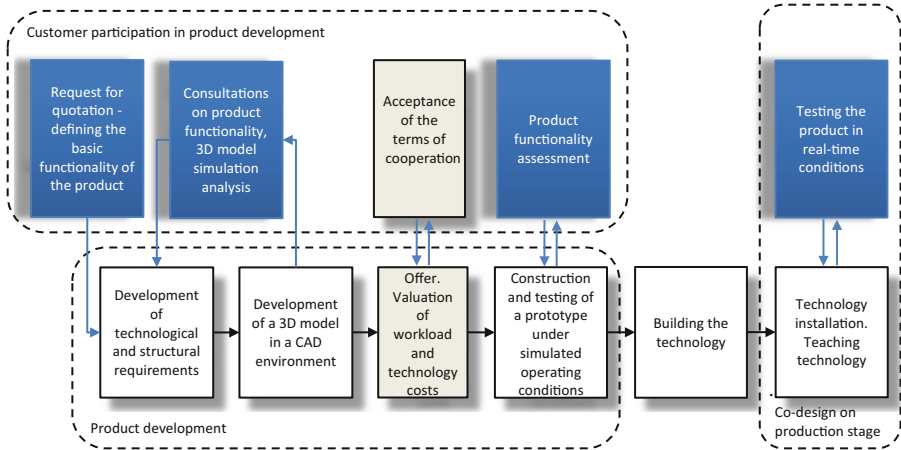 Customer participation in product development
Request for
quotation -
defining the
basic
functionality of
the product
Consultations
on product
functionality,
3D model
simulation
analysis
Acceptance
of the
terms of
cooperation
Product
functionality
assessment
Testing the
product in
real-time
conditions
Development
of
technological
and structural
requirements
Development
of a 3D model
in a CAD
environment
Offer.
Valuation
of
workload
and
technology
costs
Construction
and testing of
a prototype
under
simulated
operating
conditions
Building the
technology
Technology
installation.
Teaching
technology
Product development
Co-design on
production stage